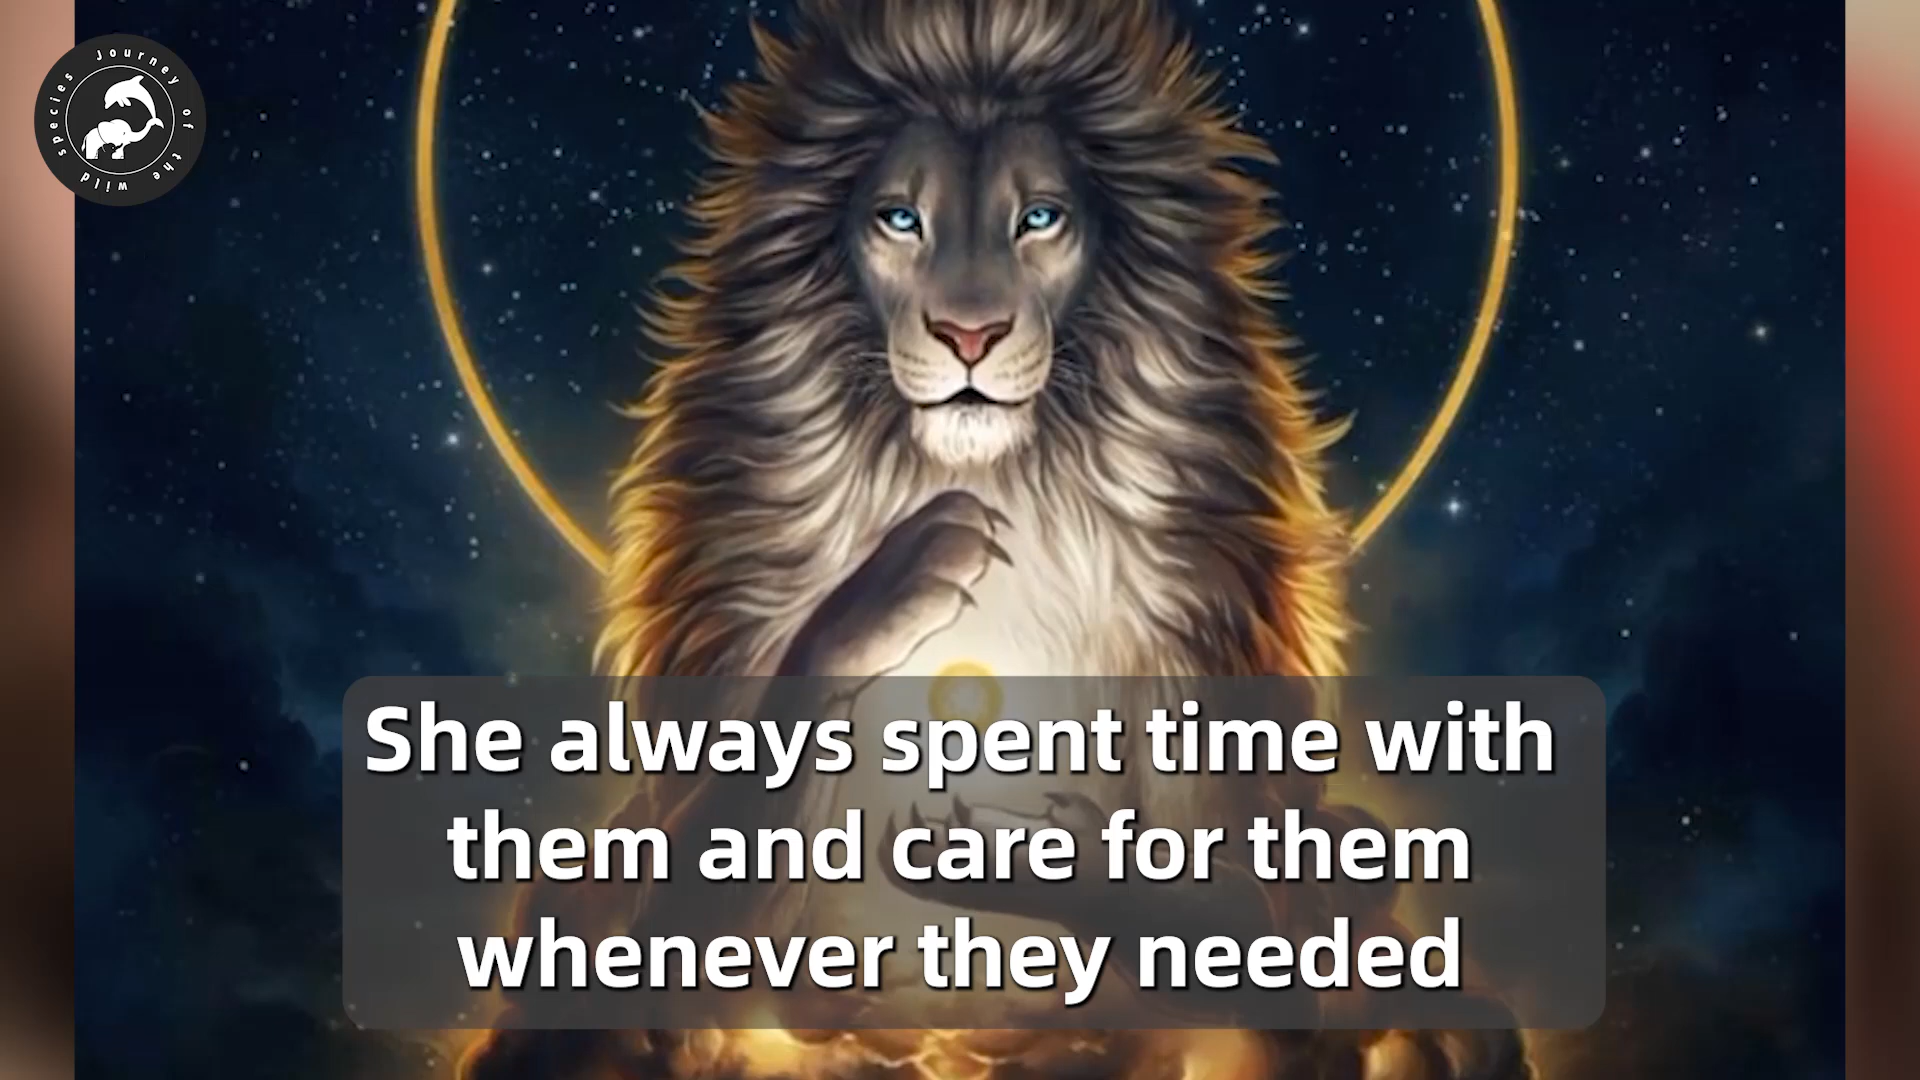 Journey of the wild species
She always spent time with
them and care for them
whenever they needed